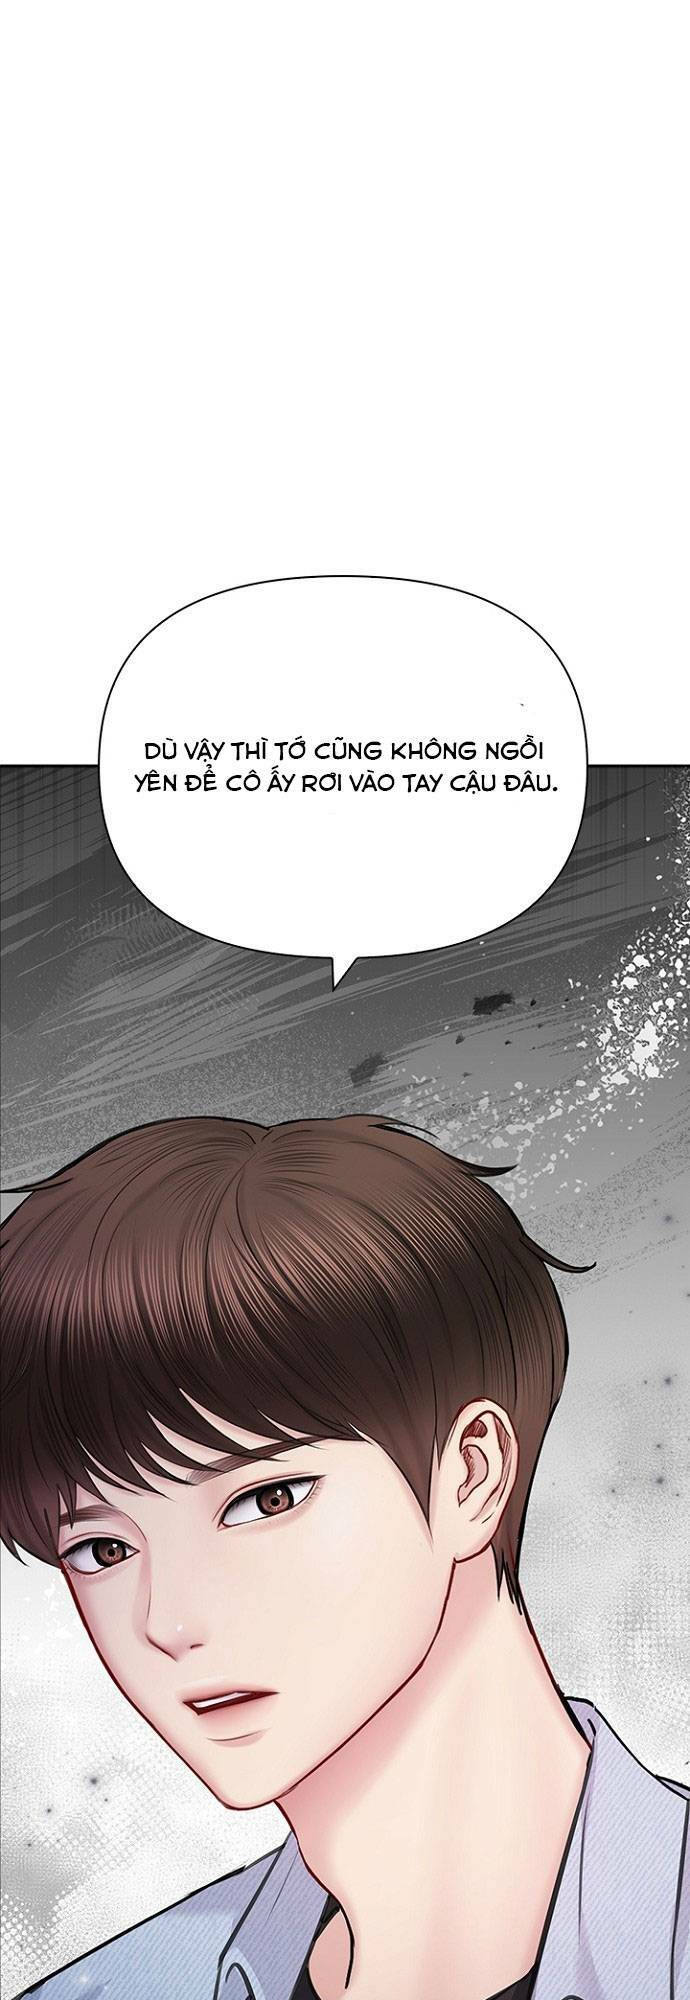 DÙ VẬY THÌ TỚ CŨNG KHÔNG NGỒI
YÊN ĐỂ CÔ ẤY RƠI VÀO TAY CẬU ĐÂU.